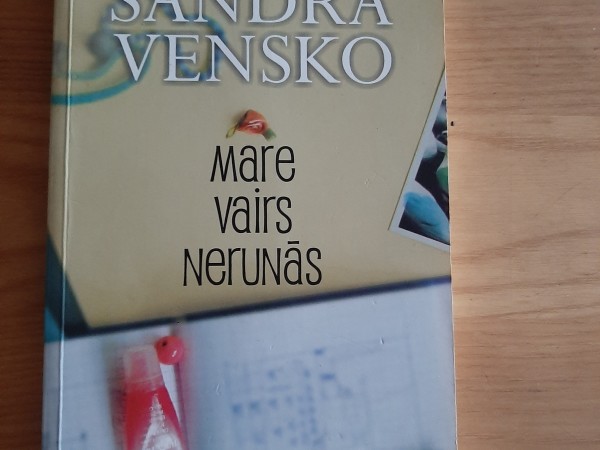 SANDRA
VENSKO
Mare
vairs
nerunās